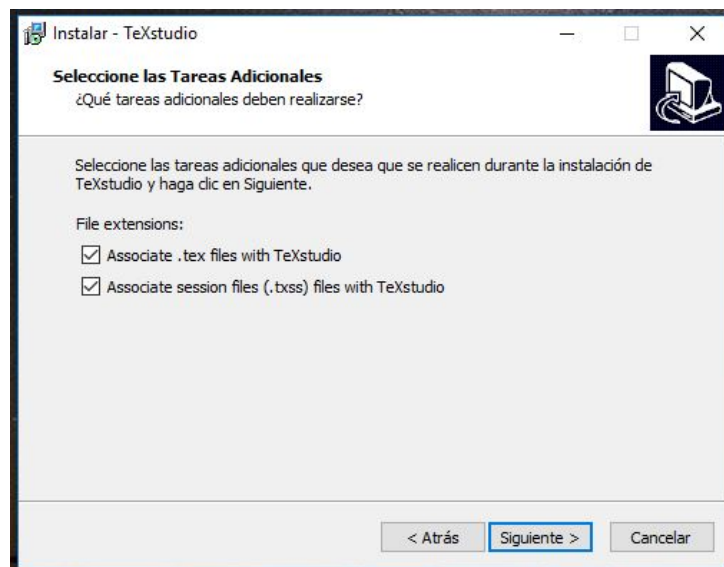 Instalar - TeXstudio
Seleccione las Tareas Adicionales
¿Qué tareas adicionales deben realizarse?
Seleccione las tareas adicionales que desea que se realicen durante la instalación de
TeXstudio y haga clic en Siguiente.
File extensions:
Associate .tex files with TeXstudio
Associate session files (.txss) files with TeXstudio
< Atrás Siguiente > Cancelar